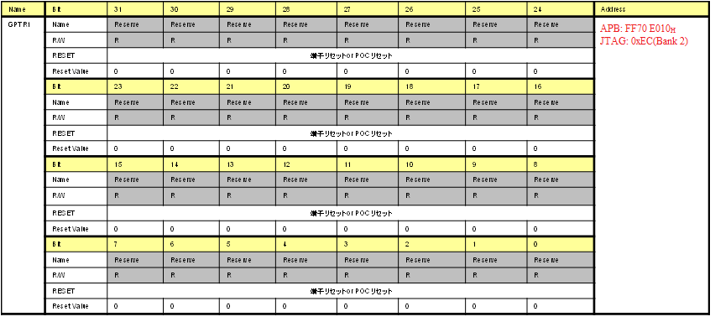 Name Bit 31 30 29 28 27 26 25 24 Address
GPTR1 Name Reserve Reserve Reserve Reserve Reserve Reserve Reserve Reserve APB: FF70 E010H
R/W R R R R R R R R JTAG: 0xEC(Bank 2)
RESET 端子リセット or POCリセット
Reset Value 0 0 0 0 0 0 0 0
Bit 23 22 21 20 19 18 17 16
Name Reserve Reserve Reserve Reserve Reserve Reserve Reserve Reserve
R/W R R R R R R R R
RESET 端子リセット or POCリセット
Reset Value 0 0 0 0 0 0 0 0
Bit 15 14 13 12 11 10 9 8
Name Reserve Reserve Reserve Reserve Reserve Reserve Reserve Reserve
R/W R R R R R R R R
RESET 端子リセット or POCリセット
Reset Value 0 0 0 0 0 0 0 0
Bit 7 6 5 4 3 2 1 0
Name Reserve Reserve Reserve Reserve Reserve Reserve Reserve Reserve
R/W R R R R R R R R
RESET 端子リセット or POCリセット
Reset Value 0 0 0 0 0 0 0 0